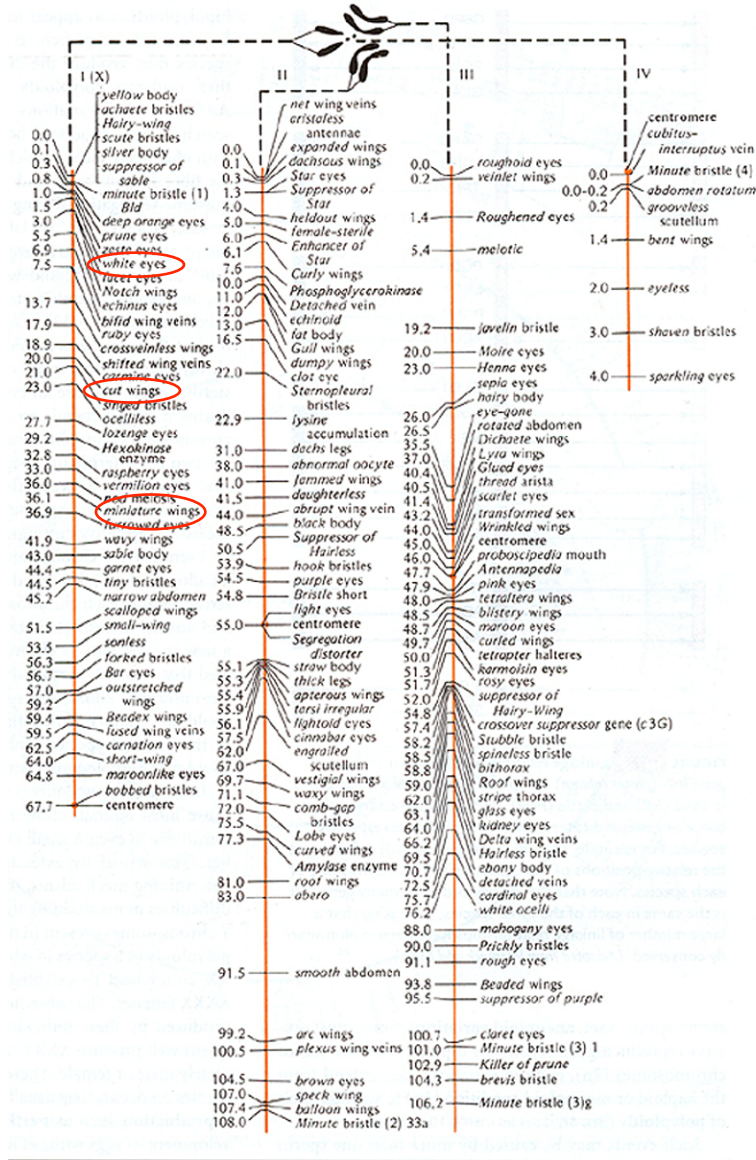 I (X)
0.0
0.1
0.3
0.8
1.0
1.5
3.0
5.5
6.9
7.5
13.7
17.9
18.9
20.0
21.0
23.0
27.7
29.2
32.8
33.0
36.0
36.1
36.9
41.9
43.0
44.4
44.5
45.2
51.5
53.5
56.3
56.7
57.0
59.2
59.4
59.5
62.5
64.0
64.8
67.7
yellow body
achaete bristles
Hairy-wing
scute bristles
silver body
suppressor of
sable
minute bristle (1)
Bld
deep orange eyes
prune eyes
zeste eyes
white eyes
facet eyes
Notch wings
echinus eyes
bifid wing veins
ruby eyes
crossveinless wings
shifted wing veins
carmine eyes
cut wings
singed bristles
ocelliless
lozenge eyes
Hexokinase
enzyme
raspberry eyes
vermilion eyes
pod meiosis
miniature wings
furrowed eyes
wavy wings
sable body
garnet eyes
tiny bristles
narrow abdomen
scalloped wings
small-wing
sonless
forked bristles
Bar eyes
outstretched
wings
Beadex wings
fused wing veins
carnation eyes
short-wing
maroonlike eyes
bobbed bristles
centromere
II
0.0
0.1
0.3
1.3
4.0
5.0
6.0
6.1
7.6
10.0
11.0
12.0
13.0
16.5
22.0
22.9
31.0
38.0
41.0
41.5
44.0
48.5
50.5
53.9
54.5
54.8
55.0
55.1
55.3
55.4
55.9
56.1
57.5
62.0
67.0
69.7
71.1
72.0
75.5
77.3
81.0
83.0
91.5
99.2
100.5
104.5
107.0
107.4
108.0
net wing veins
aristaless
antennae
expanded wings
dachsous wings
Star eyes
Suppressor of
Star
heldout wings
female-sterile
Enhancer of
Star
Curly wings
Phosphoglycerokinase
Detached vein
echinoid
fat body
Gull wings
dumpy wings
clot eye
Sternopleural
bristles
lysine
accumulation
dachs legs
abnormal oocyte
Jammed wings
daughterless
abrupt wing vein
black body
Suppressor of
Hairless
hook bristles
purple eyes
Bristle short
light eyes
centromere
Segregation
distorter
straw body
thick legs
apterous wings
tarsi irregular
lightoid eyes
cinnabar eyes
engrailed
scutellum
vestigial wings
waxy wings
comb-gap
bristles
Lobe eyes
curved wings
Amylase enzyme
roof wings
abero
smooth abdomen
arc wings
plexus wing veins
brown eyes
speck wing
balloon wings
Minute bristle (2) 33a
III
0.0
0.2
1.4
5.4
19.2
20.0
23.0
26.0
26.5
35.5
37.0
40.4
40.5
41.4
43.2
44.0
45.0
46.0
47.7
47.9
48.0
48.5
48.7
49.7
50.0
51.3
51.7
52.0
54.8
57.4
58.2
58.5
58.8
59.0
62.0
63.1
64.0
66.2
69.5
70.7
72.5
75.7
76.2
88.0
90.0
91.1
93.8
95.5
100.7
101.0
102.9
104.3
106.2
roughoid eyes
veinlet wings
Roughened eyes
meiotic
javelin bristle
Moire eyes
Henna eyes
sepia eyes
hairy body
eye-gone
rotated abdomen
Dichaete wings
Lyra wings
Glued eyes
thread arista
scarlet eyes
transformed sex
Wrinkled wings
centromere
proboscipedia mouth
Antennapedia
pink eyes
tetraltera wings
blistery wings
maroon eyes
curled wings
tetrapter halteres
karmoisin eyes
rosy eyes
suppressor of
Hairy-Wing
crossover suppressor gene (c3G)
Stubble bristle
spineless bristle
bithorax
Roof wings
stripe thorax
glass eyes
kidney eyes
Delta wing veins
Hairless bristle
ebony body
detached veins
cardinal eyes
white ocelli
mahogany eyes
Prickly bristles
rough eyes
Beaded wings
suppressor of purple
claret eyes
Minute bristle (3) 1
Killer of prune
brevis bristle
Minute bristle (3)g
IV
0.0
0.0-0.2
0.2
1.4
2.0
3.0
4.0
centromere
cubitus-
interruptus vein
Minute bristle (4)
abdomen rotatum
grooveless
scutellum
bent wings
eyeless
shaven bristles
sparkling eyes